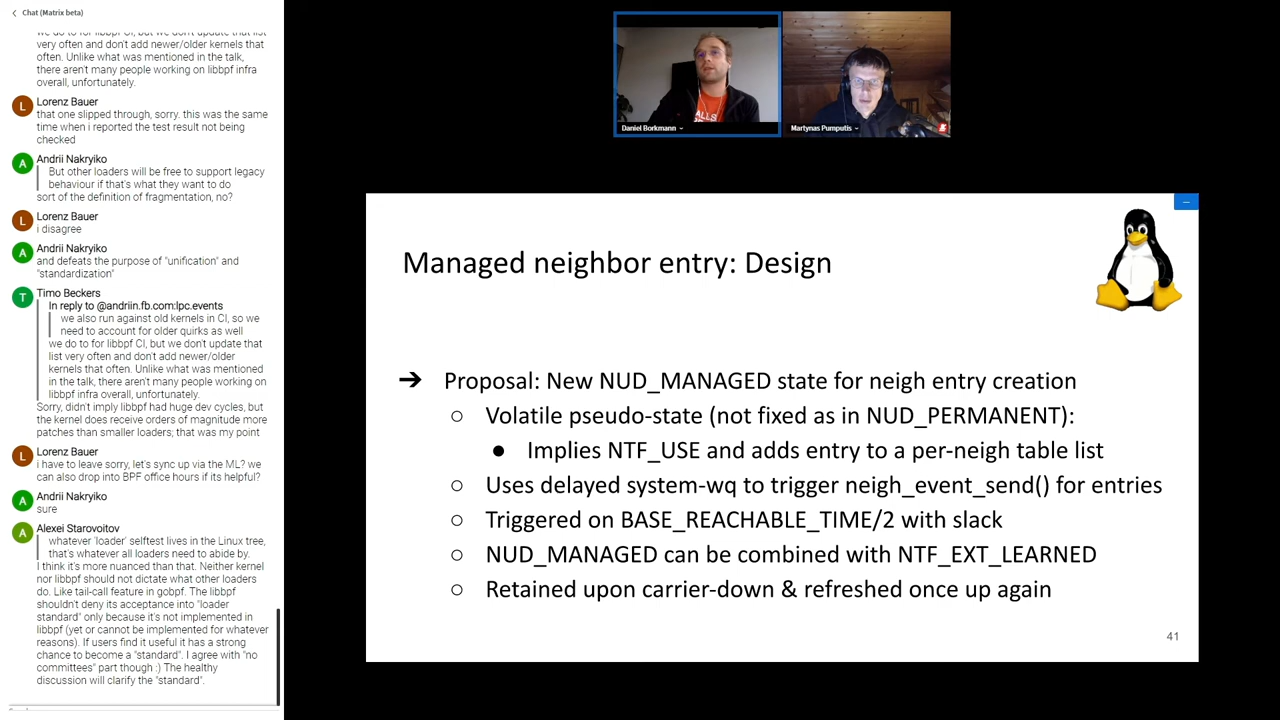 Chat (Matrix beta)
we do to for libbpf CI, but we don't update that list
very often and don't add newer/older kernels that
often. Unlike what was mentioned in the talk,
there aren't many people working on libbpf infra
overall, unfortunately.
L
Lorenz Bauer
that one slipped through, sorry. this was the same
time when i reported the test result not being
checked
A
Andrii Nakryiko
But other loaders will be free to support legacy
behaviour if that's what they want to do
sort of the definition of fragmentation, no?
L
Lorenz Bauer
i disagree
A
Andrii Nakryiko
and defeats the purpose of "unification" and
"standardization"
T
Timo Beckers
In reply to @andriin.fb.com:lpc.events
we also run against old kernels in CI, so we
need to account for older quirks as well
we do to for libbpf CI, but we don't update that
list very often and don't add newer/older
kernels that often. Unlike what was mentioned
in the talk, there aren't many people working on
libbpf infra overall, unfortunately.
Sorry, didn't imply libbpf had huge dev cycles, but
the kernel does receive orders of magnitude more
patches than smaller loaders; that was my point
L
Lorenz Bauer
i have to leave sorry, let's sync up via the ML? we
can also drop into BPF office hours if its helpful?
A
Andrii Nakryiko
sure
A
Alexei Starovoitov
whatever 'loader' selftest lives in the Linux tree,
that's whatever all loaders need to abide by.
I think it's more nuanced than that. Neither kernel
nor libbpf should not dictate what other loaders
do. Like tail-call feature in gobpf. The libbpf
shouldn't deny its acceptance into "loader
standard" only because it's not implemented in
libbpf (yet or cannot be implemented for whatever
reasons). If users find it useful it has a strong
chance to become a "standard". I agree with "no
committees" part though :) The healthy
discussion will clarify the "standard".
Daniel Borkmann
Martynas Pumputis
Managed neighbor entry: Design
➔ Proposal: New NUD_MANAGED state for neigh entry creation
○ Volatile pseudo-state (not fixed as in NUD_PERMANENT):
● Implies NTF_USE and adds entry to a per-neigh table list
○ Uses delayed system-wq to trigger neigh_event_send() for entries
○ Triggered on BASE_REACHABLE_TIME/2 with slack
○ NUD_MANAGED can be combined with NTF_EXT_LEARNED
○ Retained upon carrier-down & refreshed once up again
41